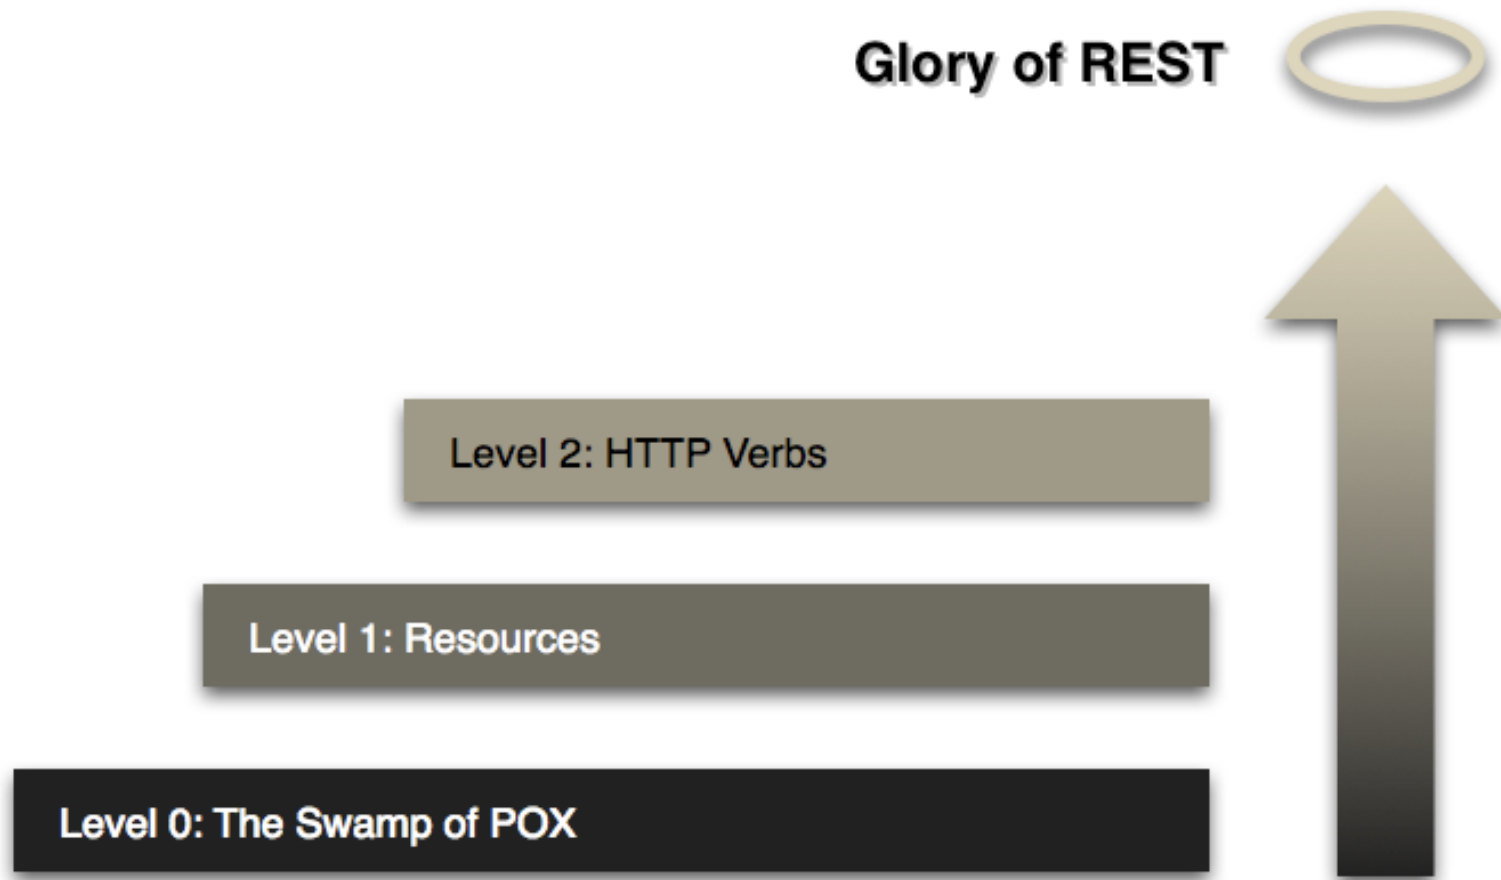 Glory of REST
Level 2: HTTP Verbs
Level 1: Resources
Level 0: The Swamp of POX